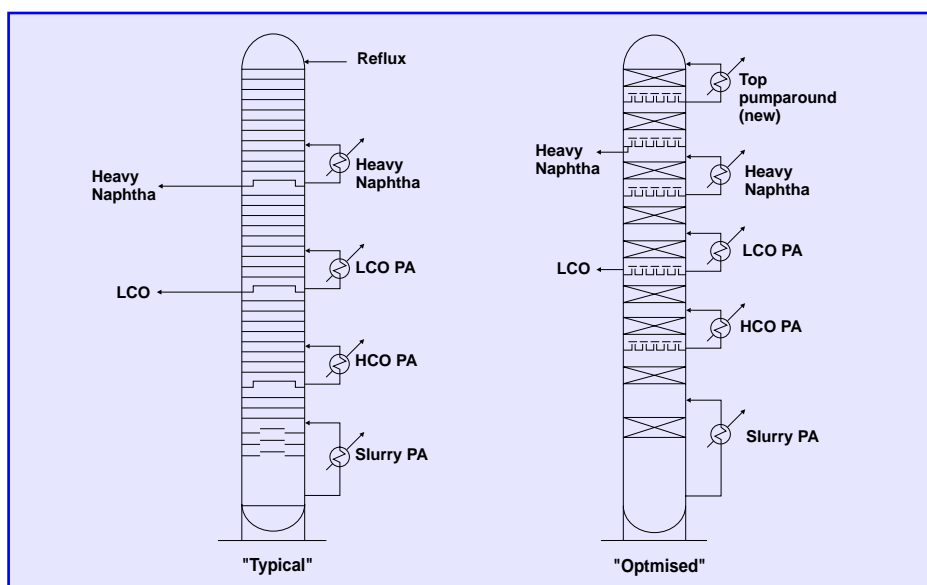 Reflux
Heavy
Naphtha
Heavy
Naphtha
LCO PA
LCO
HCO PA
Slurry PA
"Typical"
Top
pumparound
(new)
Heavy
Naphtha
Heavy
Naphtha
LCO PA
LCO
HCO PA
Slurry PA
"Optmised"